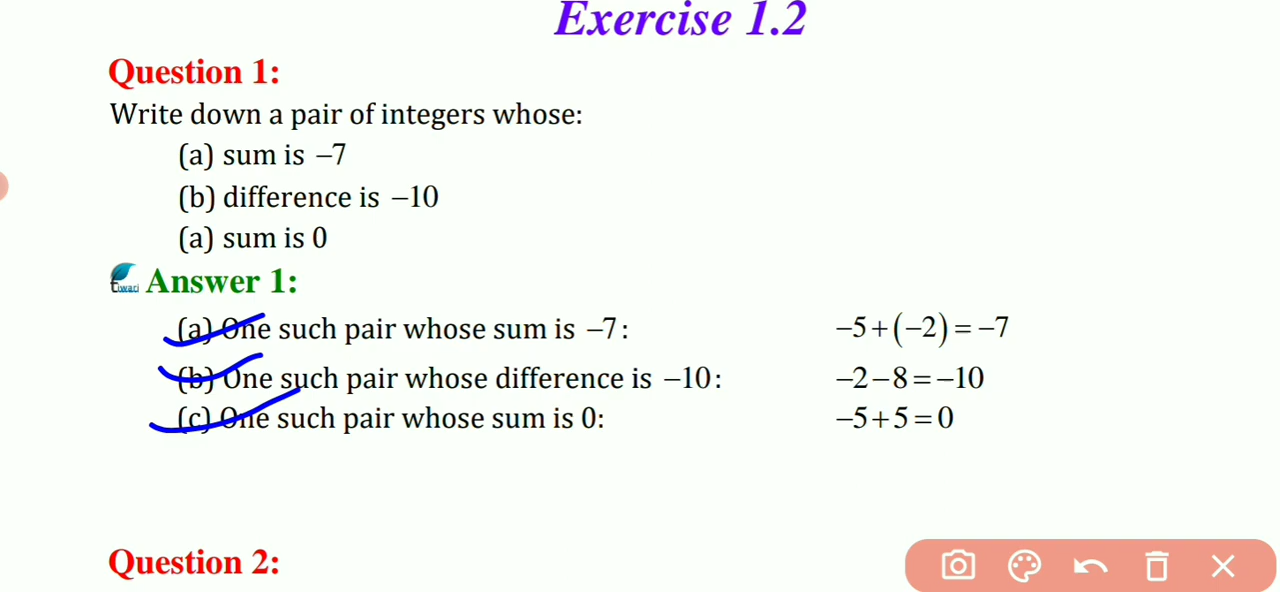 Exercise 1.2
Question 1:
Write down a pair of integers whose:
(a) sum is –7
(b) difference is –10
(a) sum is 0
tiwari Answer 1:
(a) One such pair whose sum is –7: –5+(–2)=–7
(b) One such pair whose difference is –10: –2–8=–10
(c) One such pair whose sum is 0: –5+5=0
Question 2: